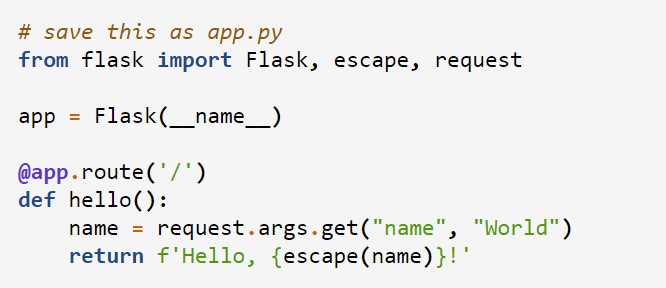 # save this as app.py
from flask import Flask, escape, request

app = Flask(__name__)

@app.route('/')
def hello():
    name = request.args.get("name", "World")
    return f'Hello, {escape(name)}!'